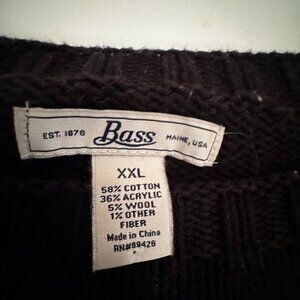 EST. 1876 Bass MAINE, USA
XXL
58% COTTON
36% ACRYLIC
5% WOOL
1% OTHER
FIBER
Made in China
RN#89426